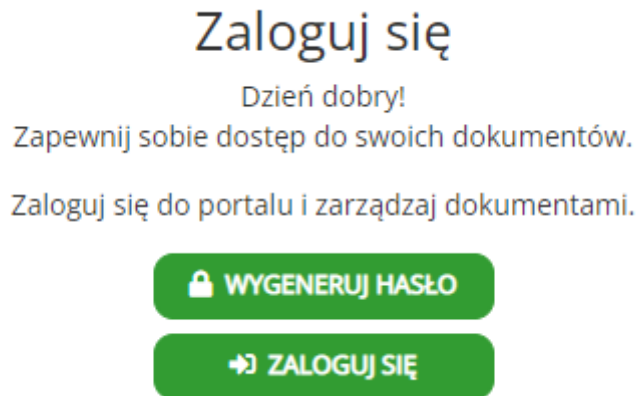 Zaloguj się
Dzień dobry!
Zapewnij sobie dostęp do swoich dokumentów.
Zaloguj się do portalu i zarządzaj dokumentami.
WYGENERUJ HASŁO
ZALOGUJ SIĘ